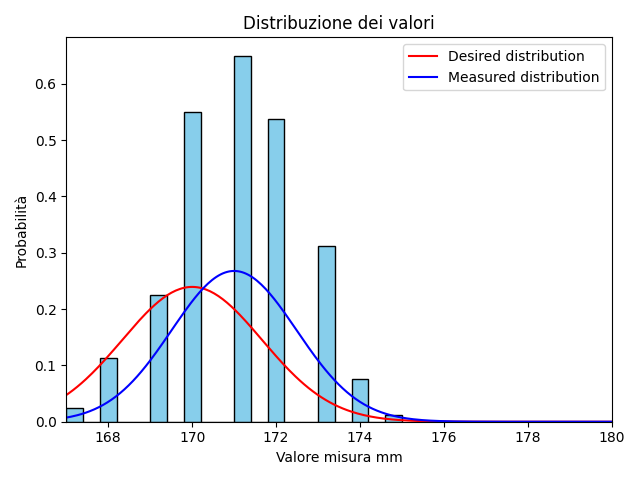 Distribuzione dei valori
Desired distribution
Measured distribution
Probabilità
0.6
0.5
0.4
0.3
0.2
0.1
0.0
168 170 172 174 176 178 180
Valore misura mm